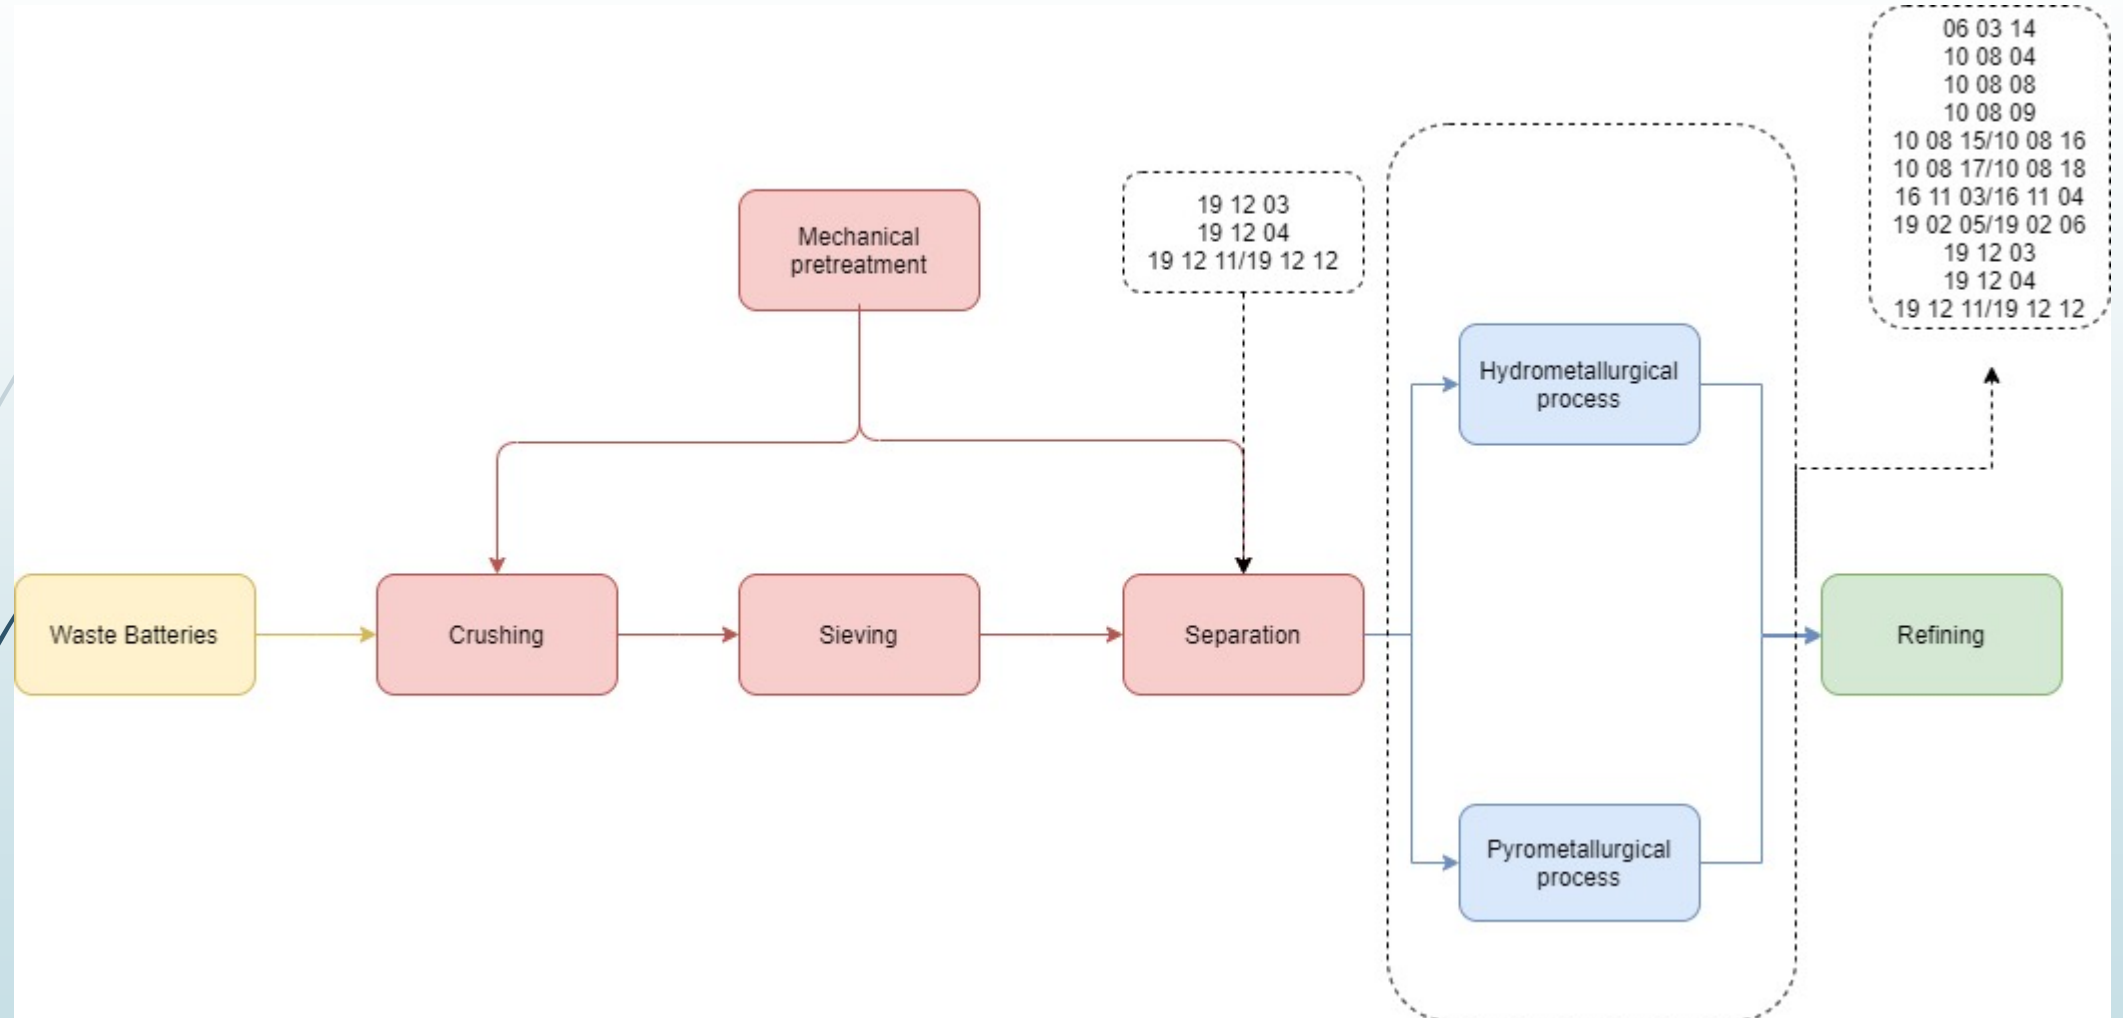 06 03 14
10 08 04
10 08 08
10 08 09
10 08 15/10 08 16
10 08 17/10 08 18
16 11 03/16 11 04
19 02 05/19 02 06
19 12 03
19 12 04
19 12 11/19 12 12
19 12 03
19 12 04
19 12 11/19 12 12
Mechanical
pretreatment
Hydrometallurgical
process
Waste Batteries
Crushing
Sieving
Separation
Refining
Pyrometallurgical
process